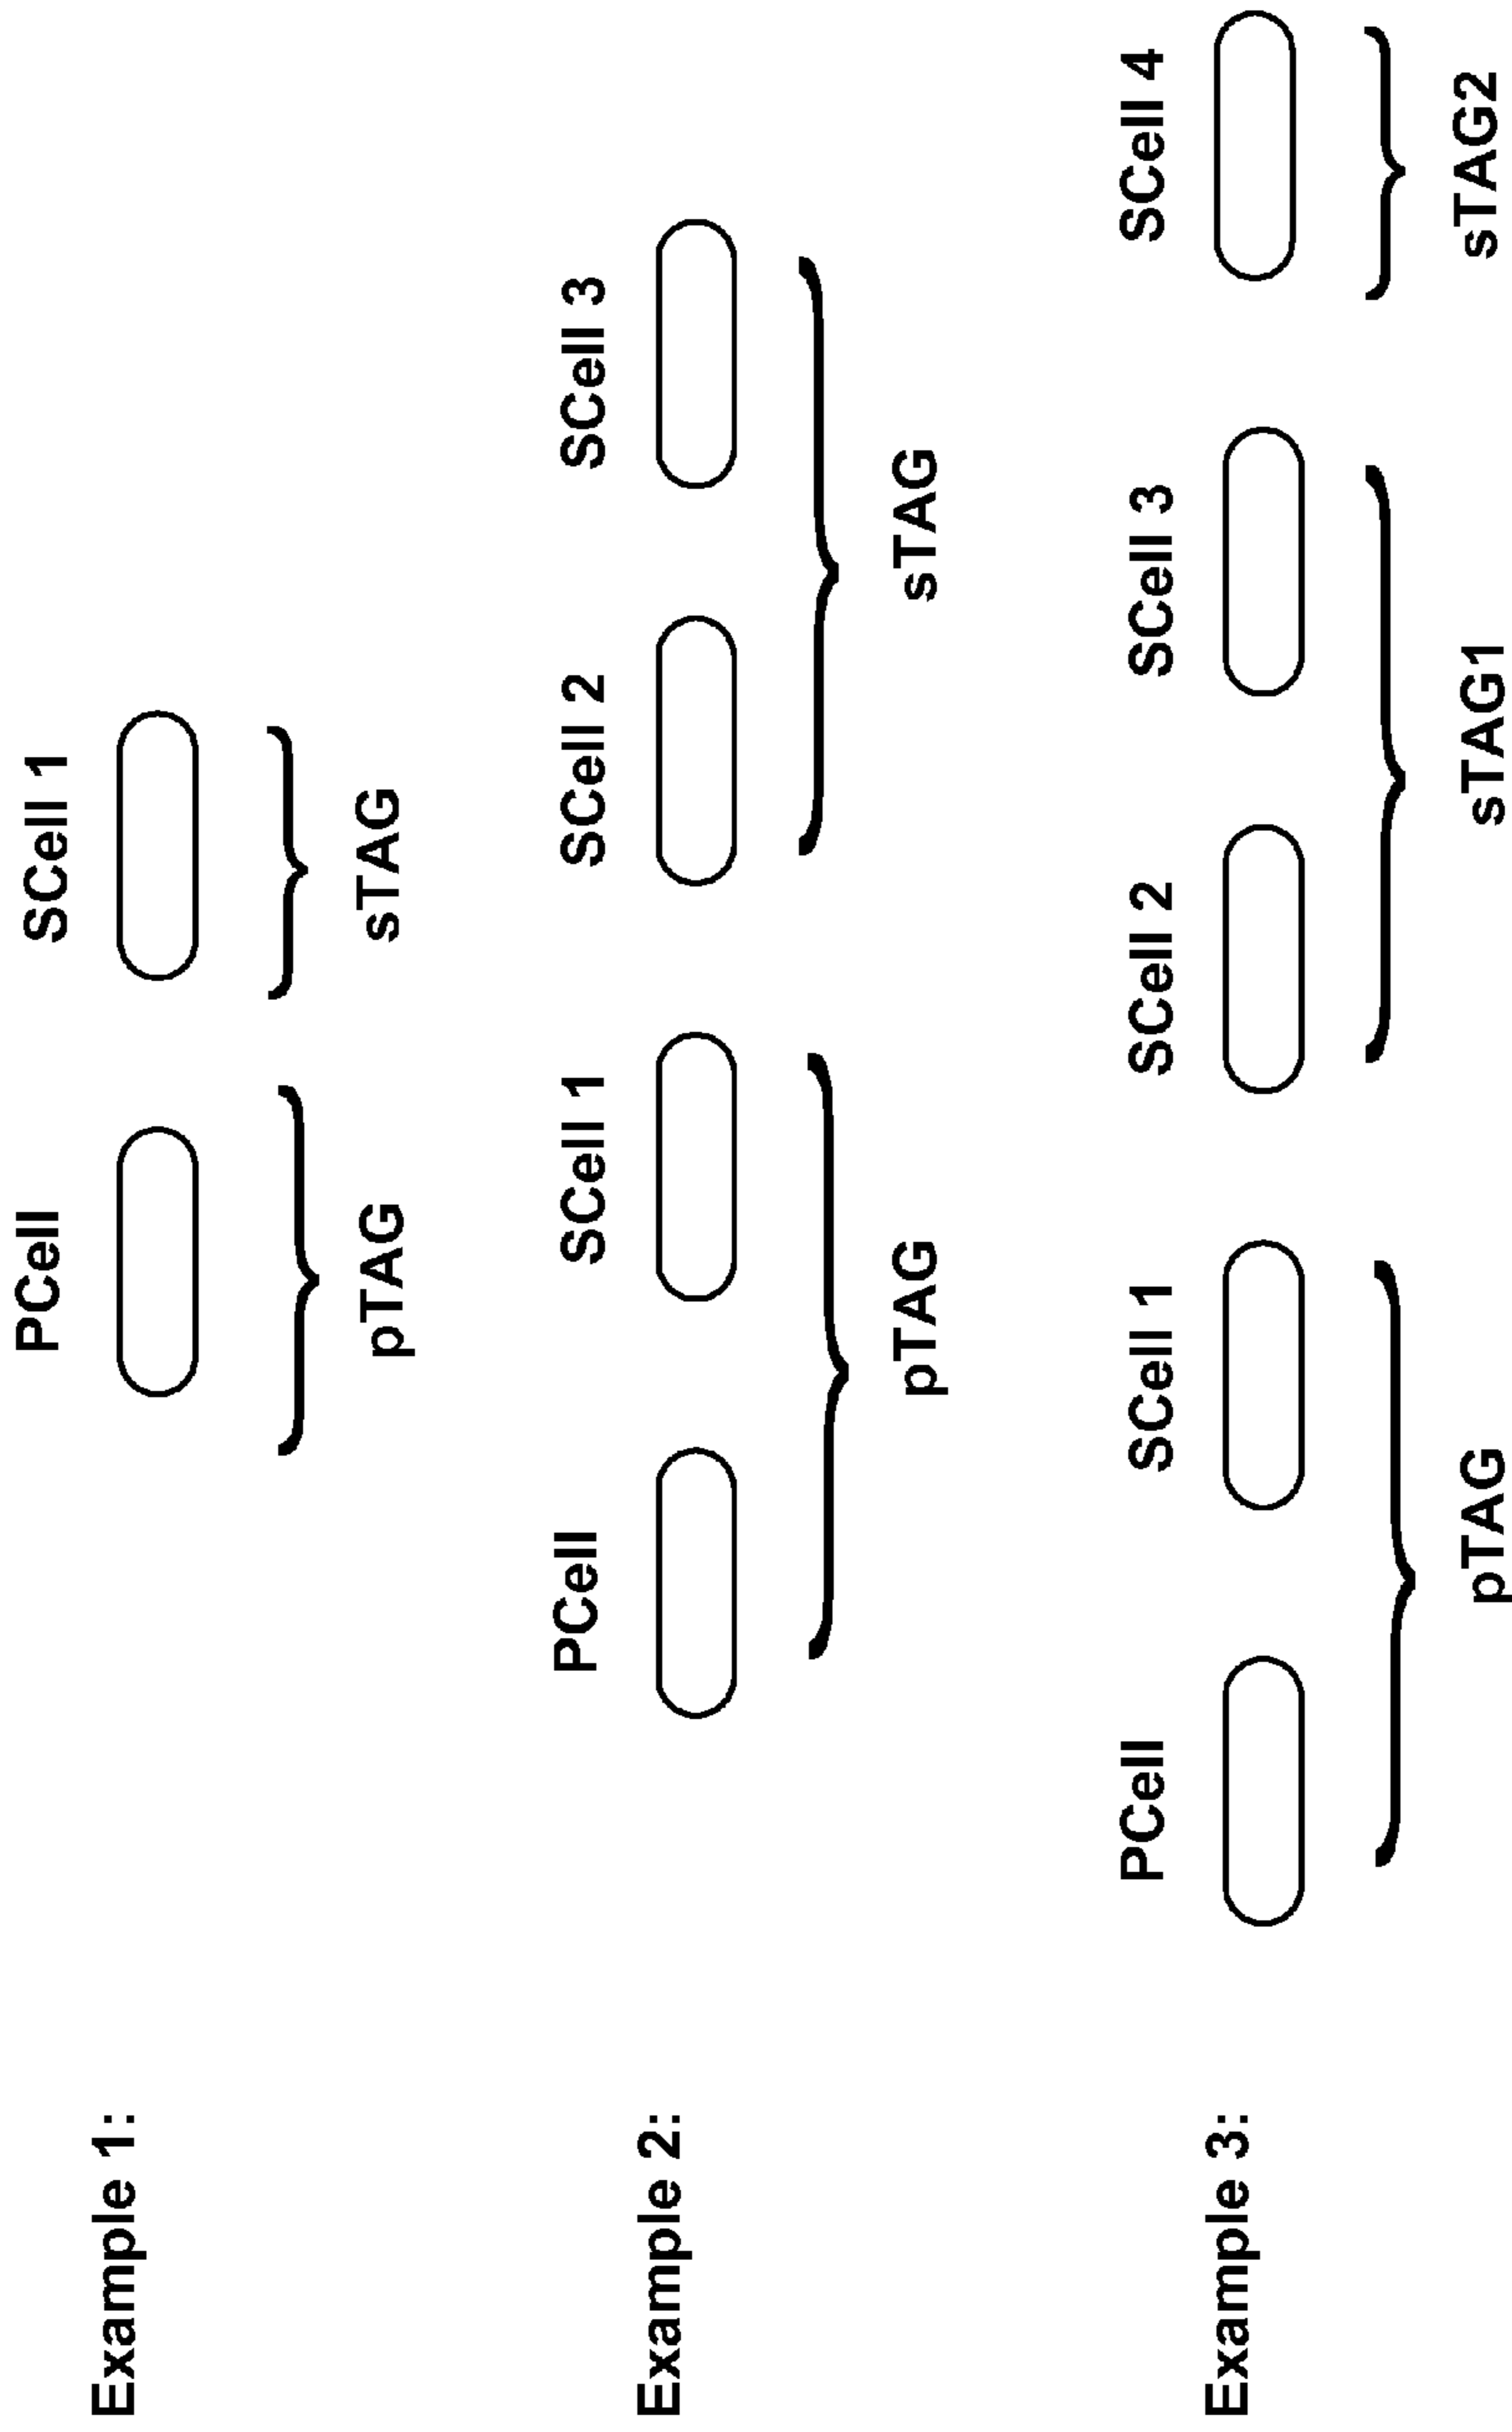 Example 1:
PCell SCell 1
pTAG sTAG
Example 2:
PCell SCell 1 SCell 2 SCell 3
pTAG sTAG
Example 3:
PCell SCell 1 SCell 2 SCell 3 SCell 4
pTAG sTAG1 sTAG2